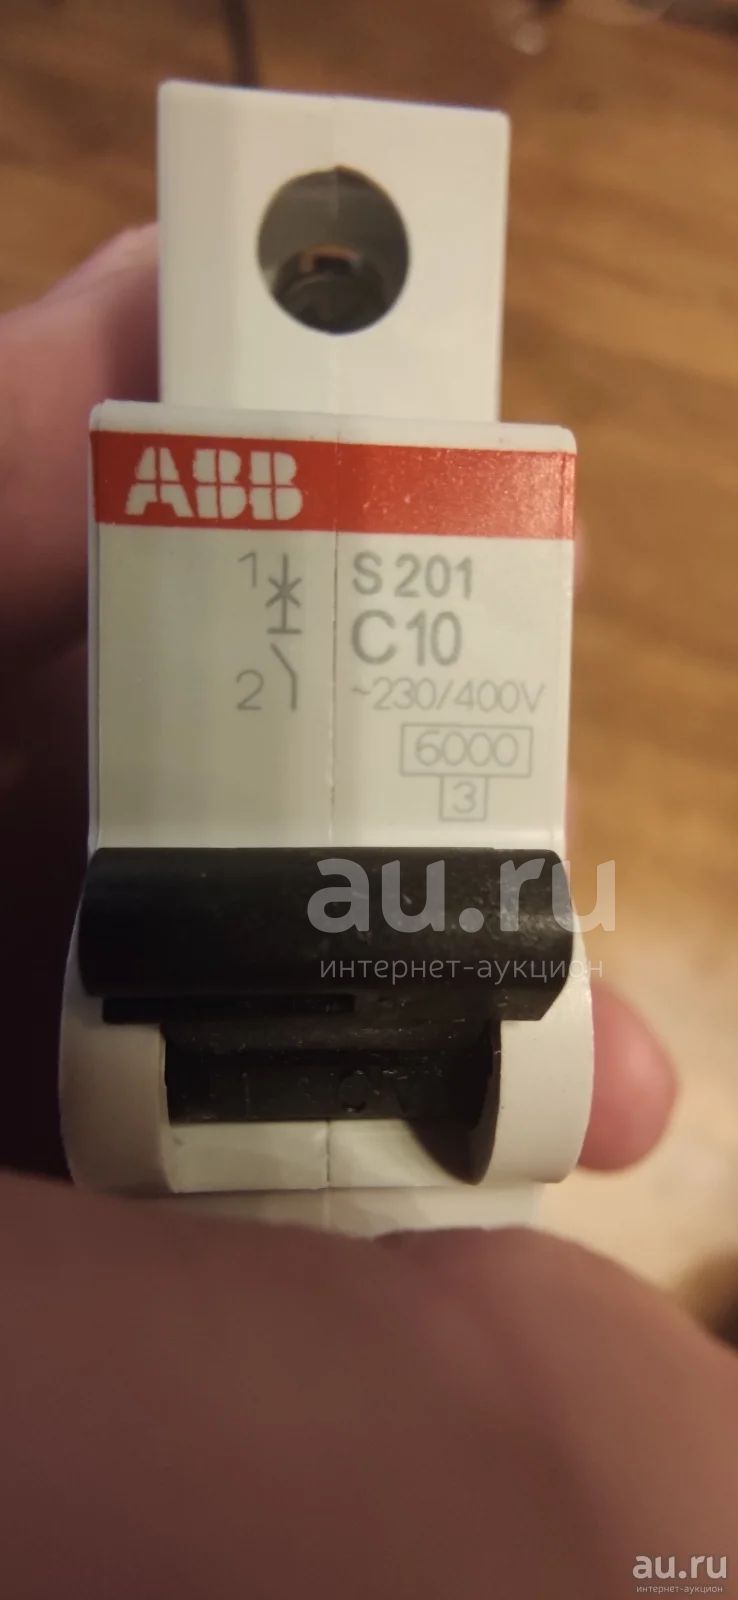 ABB
1
S 201
C10
2
~230/400V
6000
3
au.ru
интернет-аукцион
au.ru
интернет-аукцион